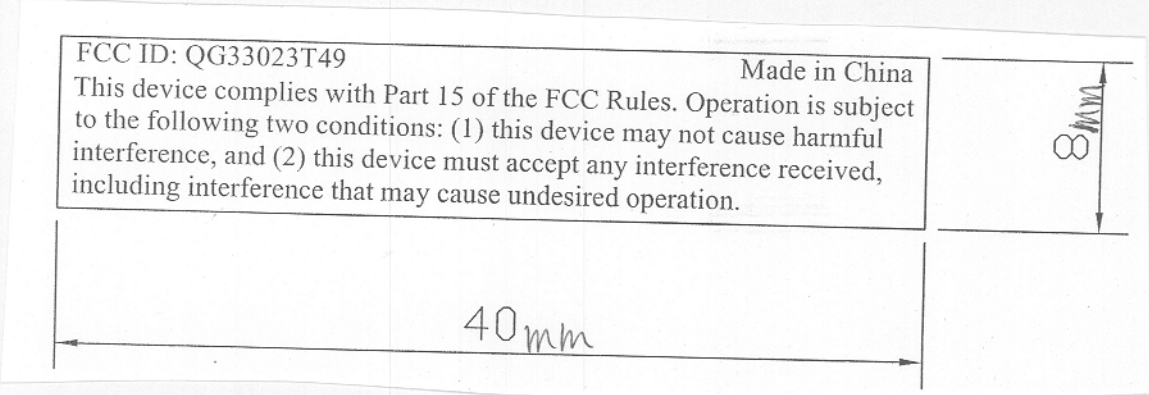 FCC ID: QG33023T49
Made in China
This device complies with Part 15 of the FCC Rules. Operation is subject
to the following two conditions: (1) this device may not cause harmful
interference, and (2) this device must accept any interference received,
including interference that may cause undesired operation.
8mm
40mm